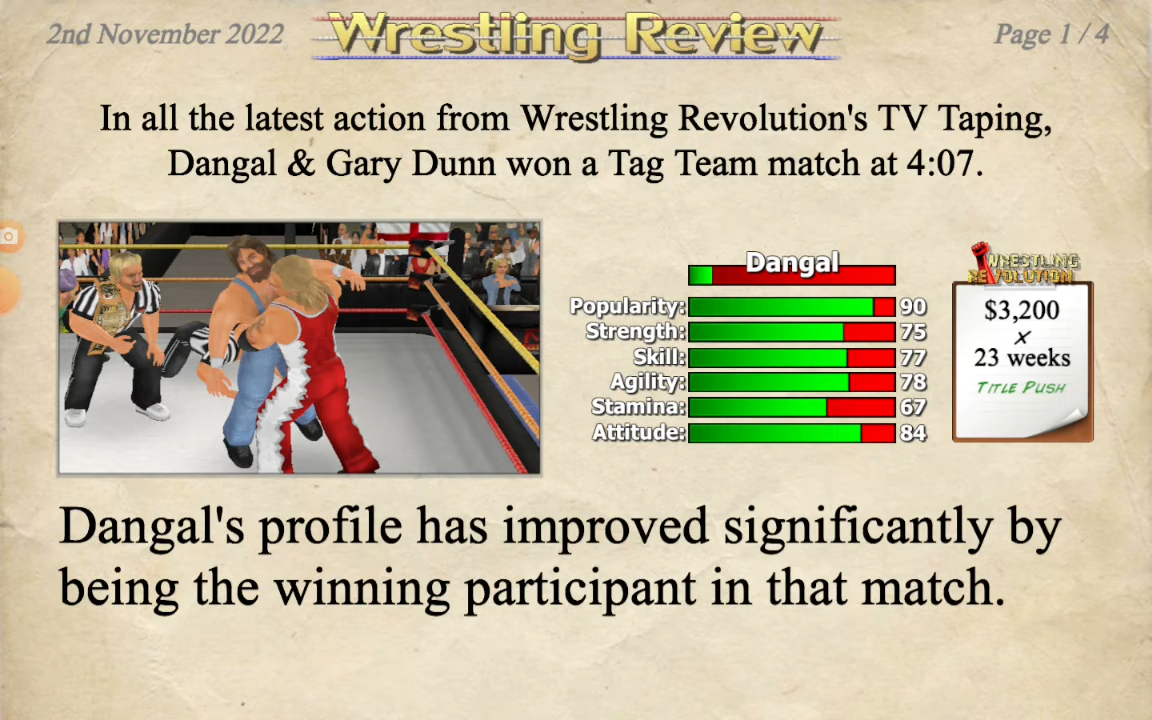 2nd November 2022
Wrestling Review
Page 1 / 4
In all the latest action from Wrestling Revolution's TV Taping,
Dangal & Gary Dunn won a Tag Team match at 4:07.
Dangal
Popularity: 90
Strength: 75
Skill: 77
Agility: 78
Stamina: 67
Attitude: 84
WRESTLING
REVOLUTION
$3,200
x
23 weeks
TITLE PUSH
Dangal's profile has improved significantly by
being the winning participant in that match.